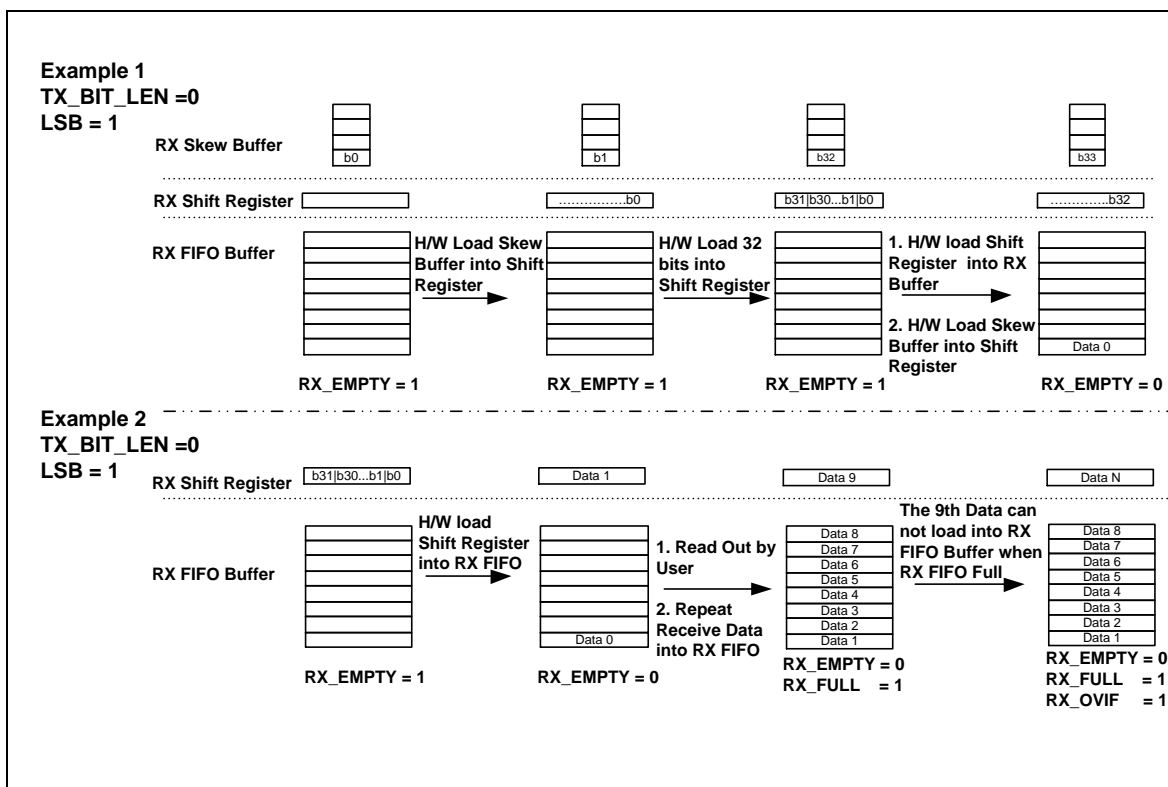 Example 1
TX_BIT_LEN =0
LSB = 1
RX Skew Buffer
b0
b1
b32
b33
RX Shift Register
................b0
b31|b30...b1|b0
..............b32
RX FIFO Buffer
H/W Load Skew
Buffer into Shift
Register
H/W Load 32
bits into
Shift Register
1. H/W load Shift
Register into RX
Buffer
2. H/W Load Skew
Buffer into Shift
Register
Data 0
RX_EMPTY = 1
RX_EMPTY = 1
RX_EMPTY = 1
RX_EMPTY = 0
Example 2
TX_BIT_LEN =0
LSB = 1
RX Shift Register
b31|b30...b1|b0
Data 1
Data 9
Data N
RX FIFO Buffer
H/W load
Shift Register
into RX FIFO
Data 0
1. Read Out by
User
2. Repeat
Receive Data
into RX FIFO
Data 8
Data 7
Data 6
Data 5
Data 4
Data 3
Data 2
Data 1
The 9th Data can
not load into RX
FIFO Buffer when
RX FIFO Full
Data 8
Data 7
Data 6
Data 5
Data 4
Data 3
Data 2
Data 1
RX_EMPTY = 1
RX_EMPTY = 0
RX_EMPTY = 0
RX_FULL = 1
RX_EMPTY = 0
RX_FULL = 1
RX_OVIF = 1